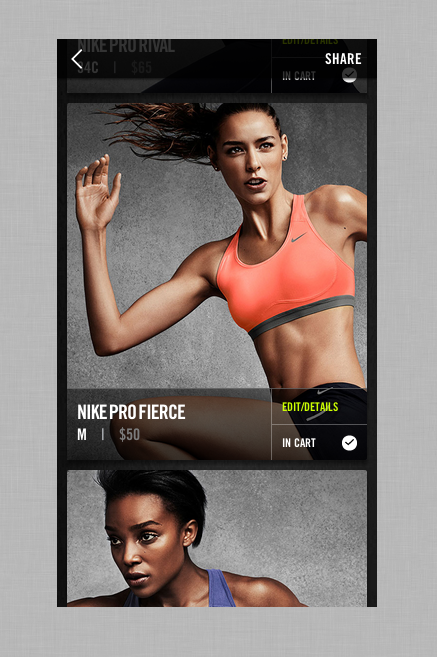 NIKE PRO RIVAL
34C | $65
EDIT/DETAILS
IN CART
SHARE
NIKE PRO FIERCE
M | $50
EDIT/DETAILS
IN CART